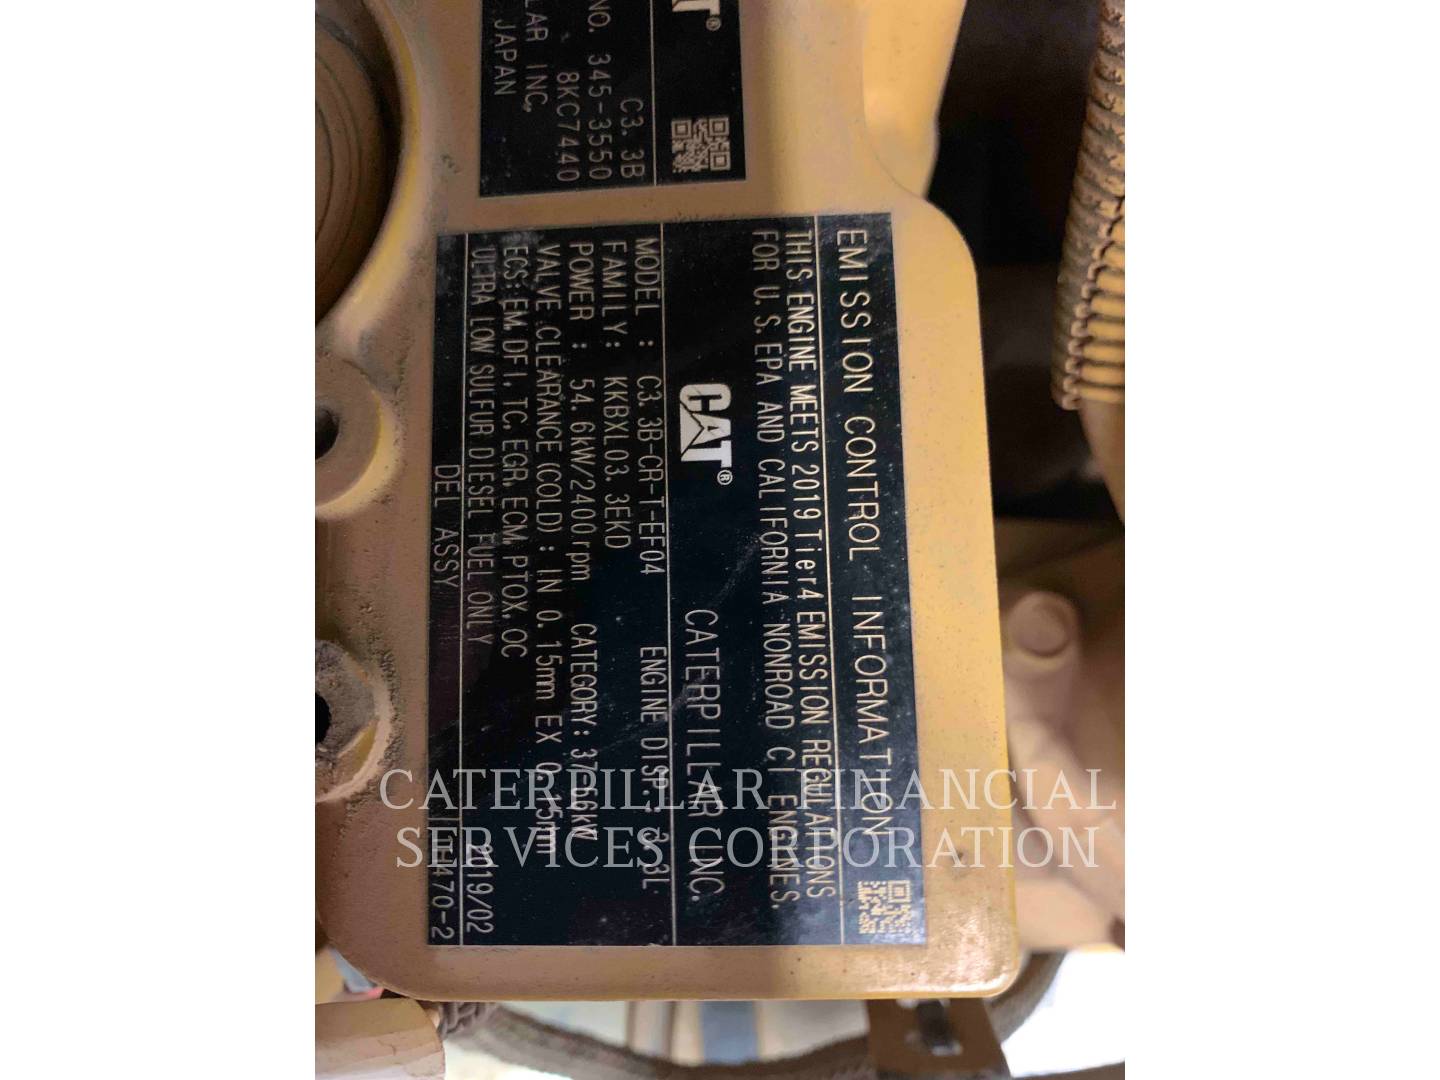 CAT®
C3.3B
NO. 345-3550
8KC7440
LAR INC,
JAPAN
EMISSION CONTROL INFORMATION
THIS ENGINE MEETS 2019 Tier4 EMISSION REGULATIONS
FOR U.S.EPA AND CALIFORNIA NONROAD CI ENGINES.
CAT® CATERPILLAR INC.
MODEL : C3.3B-CR-T-EF04 ENGINE DISP.: 3.3L
FAMILY: KKBXL03.3EKD
POWER : 54.6kW/2400rpm CATEGORY: 37-56kW
VALVE CLEARANCE(COLD): IN 0.15mm EX 0.15mm
ECS: EM,DFI,TC,EGR,ECM,PTOX,OC
ULTRA LOW SULFUR DIESEL FUEL ONLY 2019/02
DEL ASSY
CATERPILLAR FINANCIAL
SERVICES CORPORATION